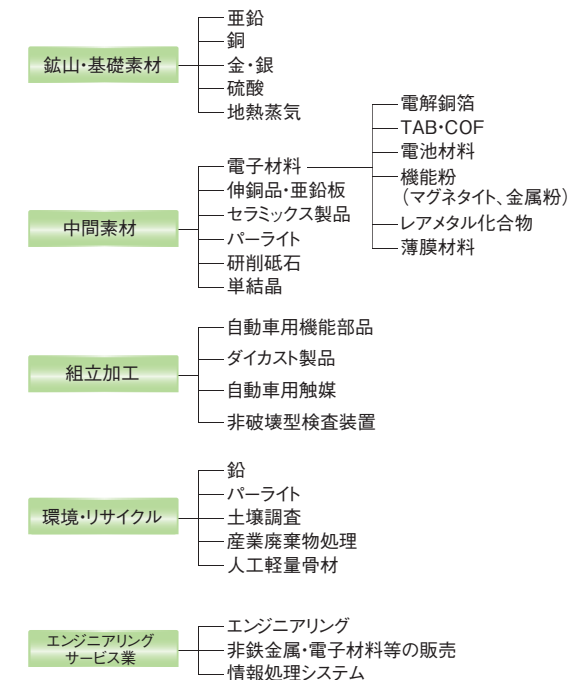 鉱山・基礎素材
亜鉛
銅
金・銀
硫酸
地熱蒸気
中間素材
電子材料
伸銅品・亜鉛板
セラミックス製品
パーライト
研削砥石
単結晶
電解銅箔
TAB・COF
電池材料
機能粉
(マグネタイト、金属粉)
レアメタル化合物
薄膜材料
組立加工
自動車用機能部品
ダイカスト製品
自動車用触媒
非破壊型検査装置
環境・リサイクル
鉛
パーライト
土壌調査
産業廃棄物処理
人工軽量骨材
エンジニアリング
サービス業
エンジニアリング
非鉄金属・電子材料等の販売
情報処理システム